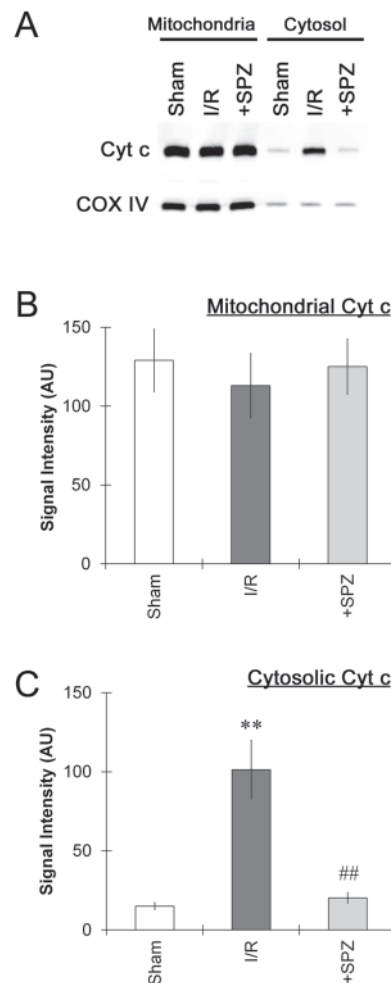 A
Mitochondria Cytosol
Sham I/R +SPZ Sham I/R +SPZ
Cyt c
COX IV
B
Mitochondrial Cyt c
Signal Intensity (AU)
150
100
50
0
Sham I/R +SPZ
C
Cytosolic Cyt c
Signal Intensity (AU)
150
100
50
0
**
##
Sham I/R +SPZ